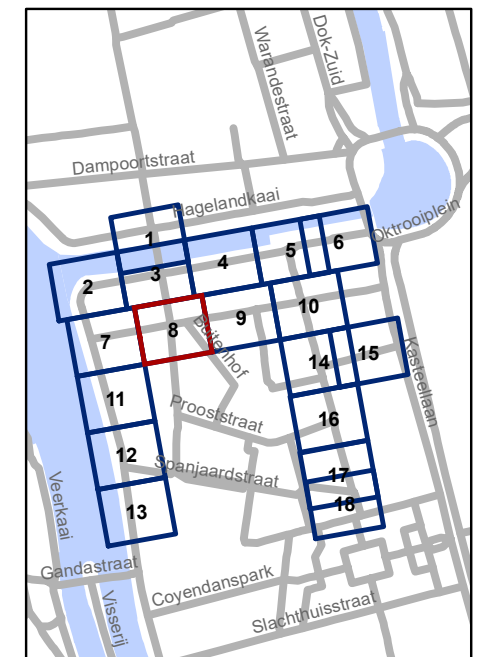 Warandestraat
Dok-Zuid
Dampoortstraat
Hagelandkaai
Oktrooiplein
1
2
3
4
5
6
7
8
9
10
Buitenhof
11
12
13
14
15
16
17
18
Kasteellaan
Prooststraat
Spanjaardstraat
Veerkaai
Gandastraat
Visserij
Coyendanspark
Slachthuisstraat